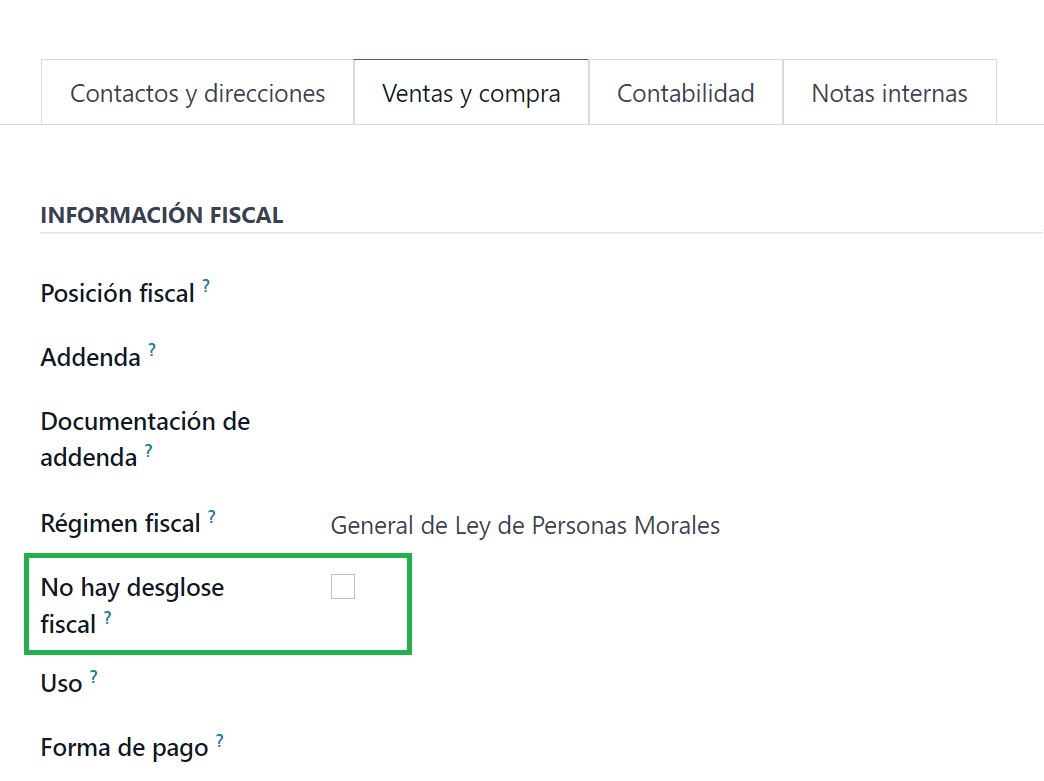 Contactos y direcciones
Ventas y compra
Contabilidad
Notas internas
INFORMACIÓN FISCAL
Posición fiscal ?
Addenda ?
Documentación de
addenda ?
Régimen fiscal ?
General de Ley de Personas Morales
No hay desglose
fiscal ?
Uso ?
Forma de pago ?